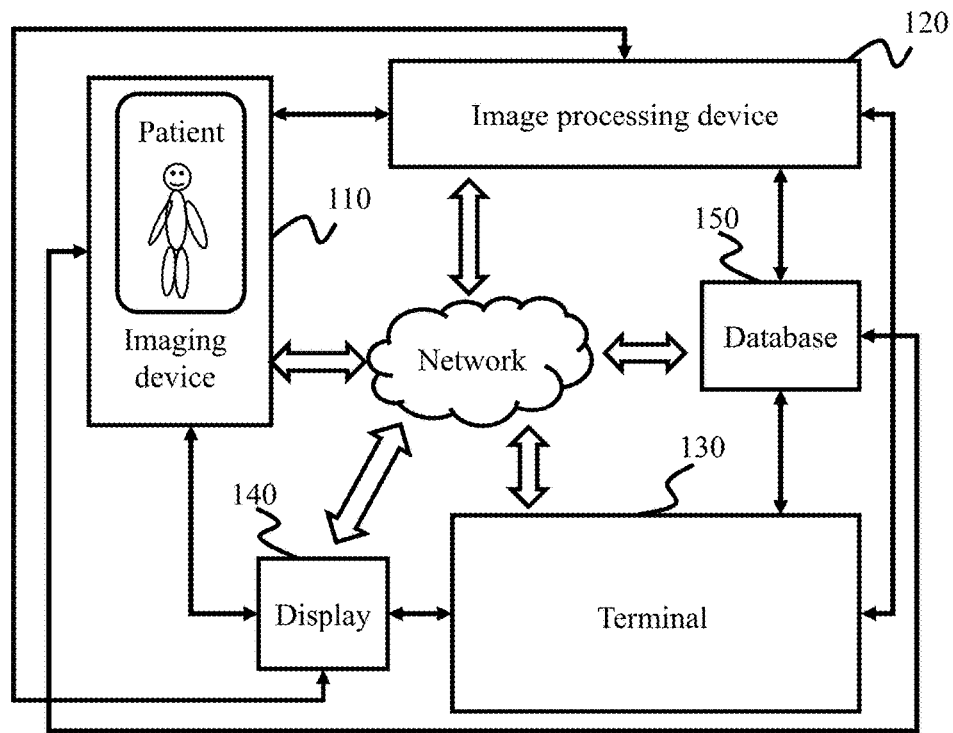 120
Image processing device
Patient
110
150
Imaging
device
Network
Database
130
140
Display
Terminal